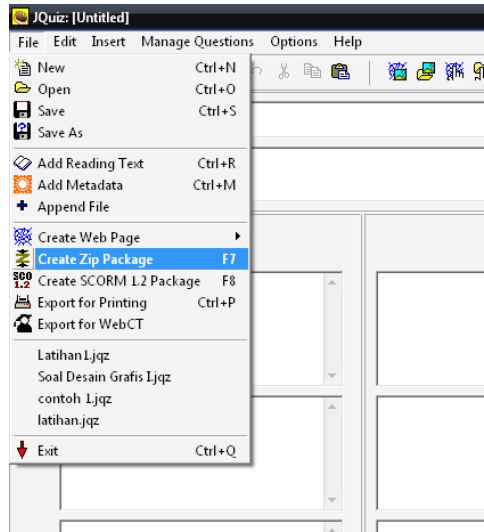 JQuiz: [Untitled]
File Edit Insert Manage Questions Options Help
New Ctrl+N
Open Ctrl+O
Save Ctrl+S
Save As
Add Reading Text Ctrl+R
Add Metadata Ctrl+M
Append File
Create Web Page
Create Zip Package F7
SCO 1.2 Create SCORM 1.2 Package F8
Export for Printing Ctrl+P
Export for WebCT
Latihan1.jqz
Soal Desain Grafis I.jqz
contoh 1.jqz
latihan.jqz
Exit Ctrl+Q